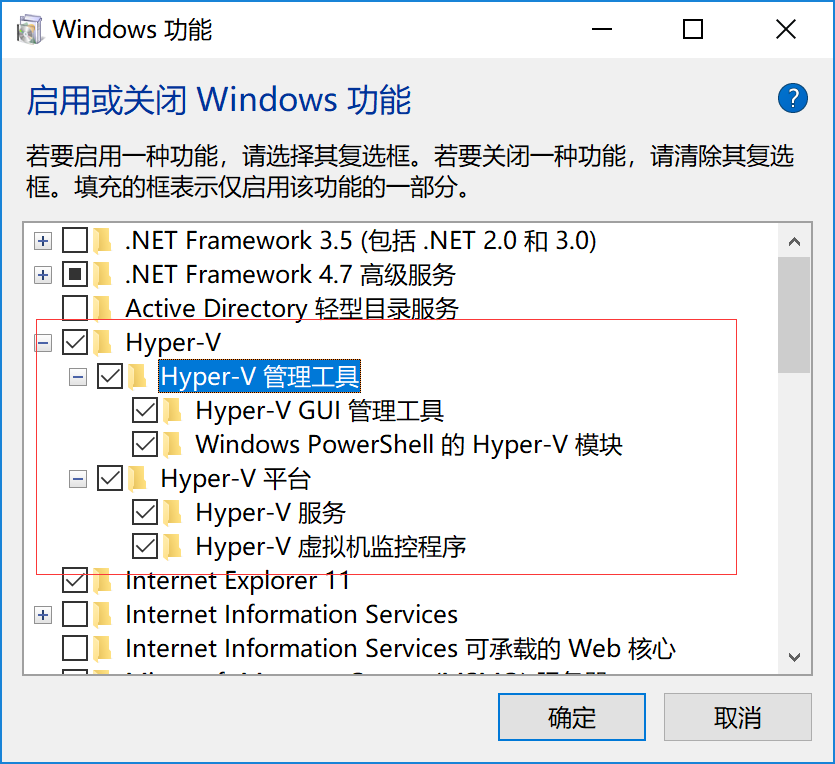 Windows 功能
启用或关闭 Windows 功能
?
若要启用一种功能，请选择其复选框。若要关闭一种功能，请清除其复选
框。填充的框表示仅启用该功能的一部分。
.NET Framework 3.5 (包括 .NET 2.0 和 3.0)
.NET Framework 4.7 高级服务
Active Directory 轻型目录服务
Hyper-V
Hyper-V 管理工具
Hyper-V GUI 管理工具
Windows PowerShell 的 Hyper-V 模块
Hyper-V 平台
Hyper-V 服务
Hyper-V 虚拟机监控程序
Internet Explorer 11
Internet Information Services
Internet Information Services 可承载的 Web 核心
确定
取消